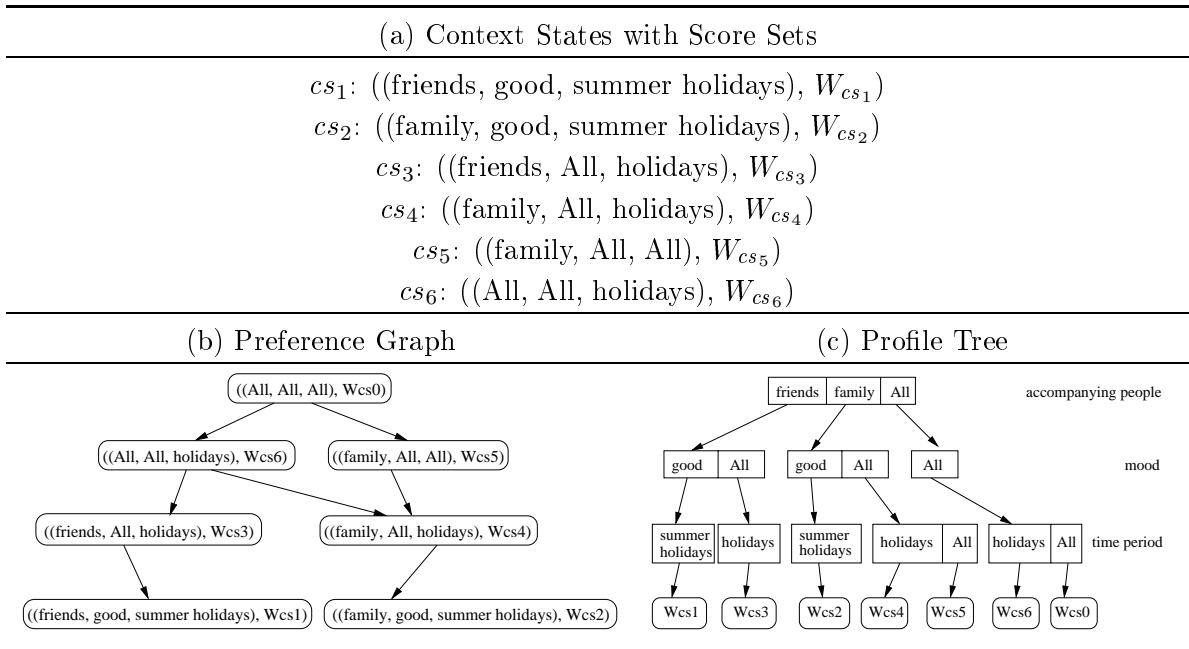 (a) Context States with Score Sets
cs1: ((friends, good, summer holidays), Wcs1)
cs2: ((family, good, summer holidays), Wcs2)
cs3: ((friends, All, holidays), Wcs3)
cs4: ((family, All, holidays), Wcs4)
cs5: ((family, All, All), Wcs5)
cs6: ((All, All, holidays), Wcs6)
(b) Preference Graph
((All, All, All), Wcs0)
((All, All, holidays), Wcs6)
((family, All, All), Wcs5)
((friends, All, holidays), Wcs3)
((family, All, holidays), Wcs4)
((friends, good, summer holidays), Wcs1)
((family, good, summer holidays), Wcs2)
(c) Profile Tree
friends family All accompanying people
good All good All All mood
summer holidays holidays summer holidays holidays All holidays All time period
Wcs1 Wcs3 Wcs2 Wcs4 Wcs5 Wcs6 Wcs0